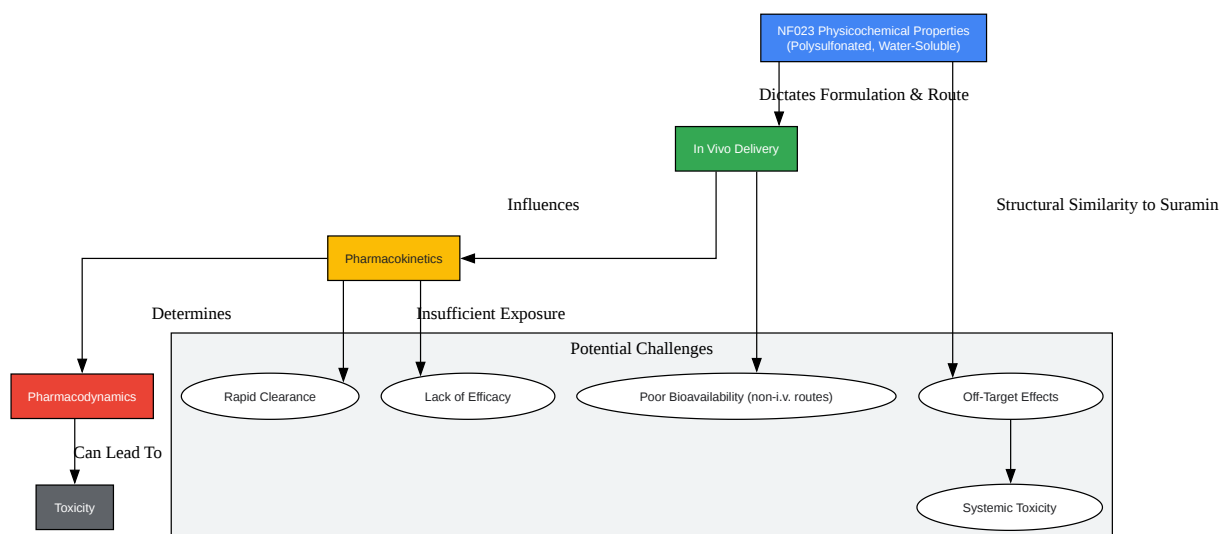 NF023 Physicochemical Properties
(Polysulfonated, Water-Soluble)
Dictates Formulation & Route
In Vivo Delivery
Influences
Structural Similarity to Suramin
Pharmacokinetics
Determines
Insufficient Exposure
Potential Challenges
Pharmacodynamics
Rapid Clearance
Lack of Efficacy
Poor Bioavailability (non-i.v. routes)
Off-Target Effects
Can Lead To
Toxicity
Systemic Toxicity